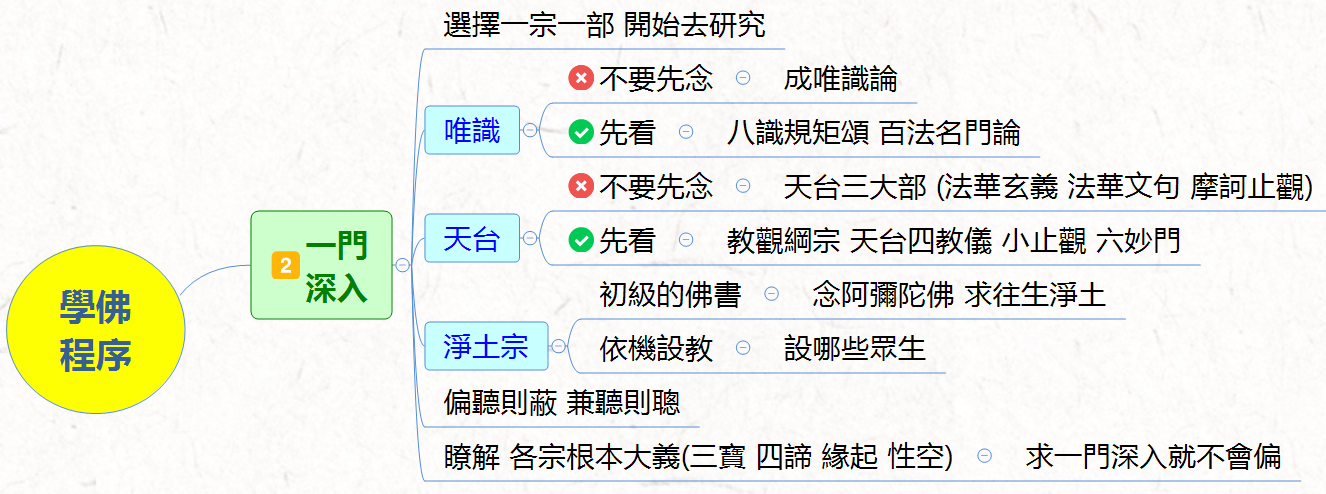 學佛
程序
2
一門
深入
選擇一宗一部 開始去研究
唯識
不要先念 成唯識論
先看 八識規矩頌 百法名門論
天台
不要先念 天台三大部 (法華玄義 法華文句 摩訶止觀)
先看 教觀綱宗 天台四教儀 小止觀 六妙門
淨土宗
初級的佛書 念阿彌陀佛 求往生淨土
依機設教 設哪些眾生
偏聽則蔽 兼聽則聰
瞭解 各宗根本大義(三寶 四諦 緣起 性空) 求一門深入就不會偏